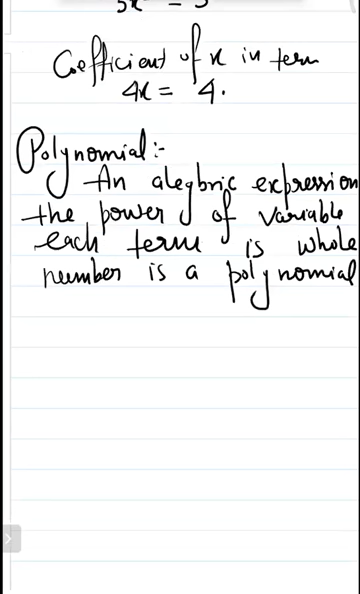 Coefficient of x in term
4x = 4.
Polynomial:-
An alegbric expression
the power of variable
each term is whole
number is a polynomial